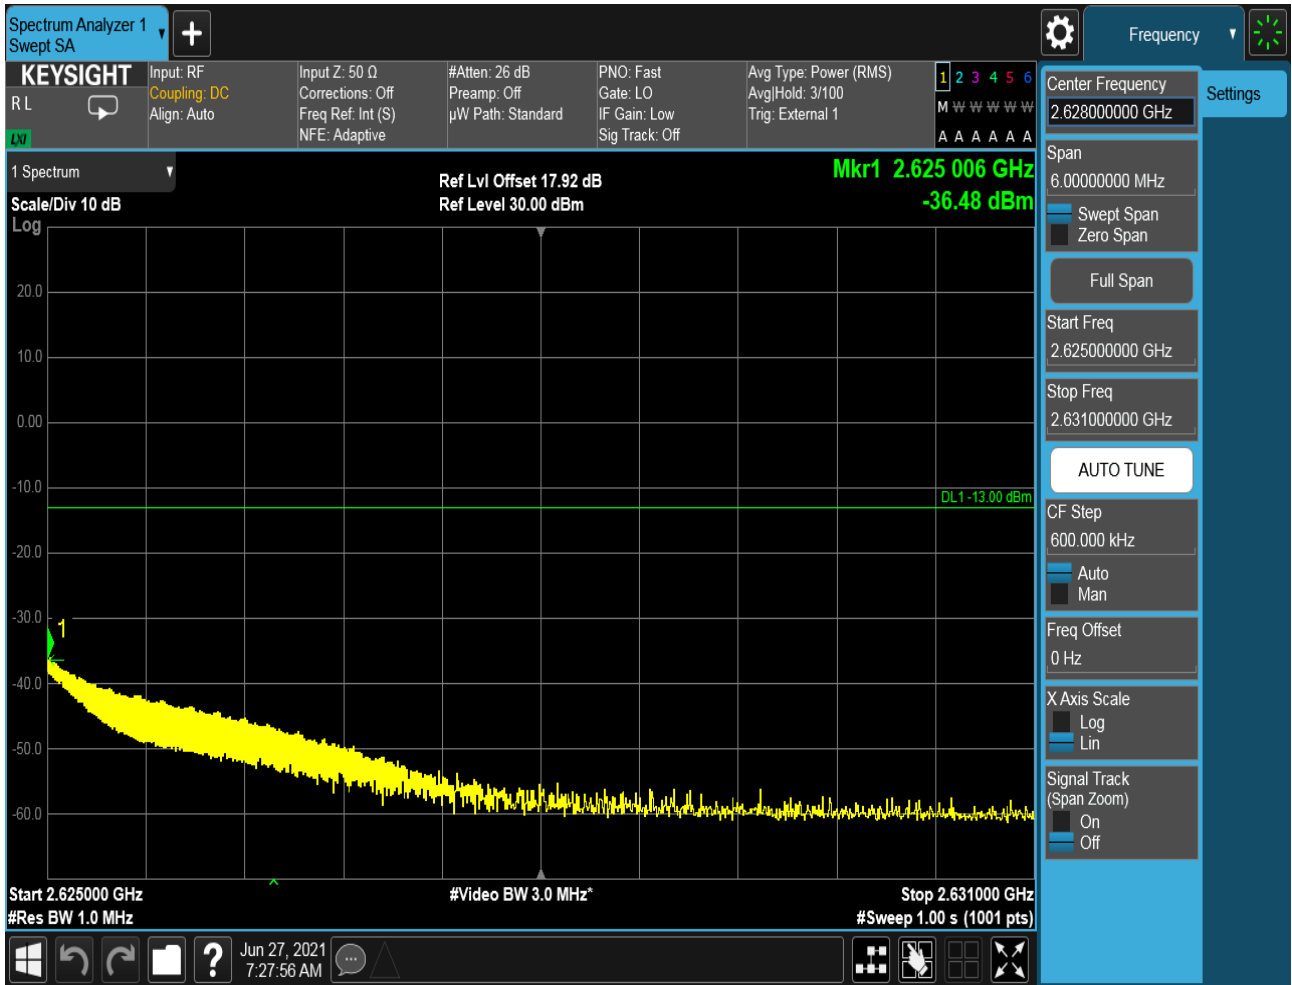 Spectrum Analyzer 1
Swept SA
Frequency
KEYSIGHT
R L
LXI
Input: RF
Coupling: DC
Align: Auto
Input Z: 50 Ω
Corrections: Off
Freq Ref: Int (S)
NFE: Adaptive
#Atten: 26 dB
Preamp: Off
µW Path: Standard
PNO: Fast
Gate: LO
IF Gain: Low
Sig Track: Off
Avg Type: Power (RMS)
Avg|Hold: 3/100
Trig: External 1
1 2 3 4 5 6
M W W W W W
A A A A A A
1 Spectrum
Scale/Div 10 dB
Log
Ref Lvl Offset 17.92 dB
Ref Level 30.00 dBm
Mkr1 2.625 006 GHz
-36.48 dBm
20.0
10.0
0.00
-10.0
DL1 -13.00 dBm
-20.0
-30.0
1
-40.0
-50.0
-60.0
Start 2.625000 GHz
#Video BW 3.0 MHz*
Stop 2.631000 GHz
#Res BW 1.0 MHz
#Sweep 1.00 s (1001 pts)
Jun 27, 2021
7:27:56 AM
Center Frequency
2.628000000 GHz
Settings
Span
6.00000000 MHz
Swept Span
Zero Span
Full Span
Start Freq
2.625000000 GHz
Stop Freq
2.631000000 GHz
AUTO TUNE
CF Step
600.000 kHz
Auto
Man
Freq Offset
0 Hz
X Axis Scale
Log
Lin
Signal Track
(Span Zoom)
On
Off